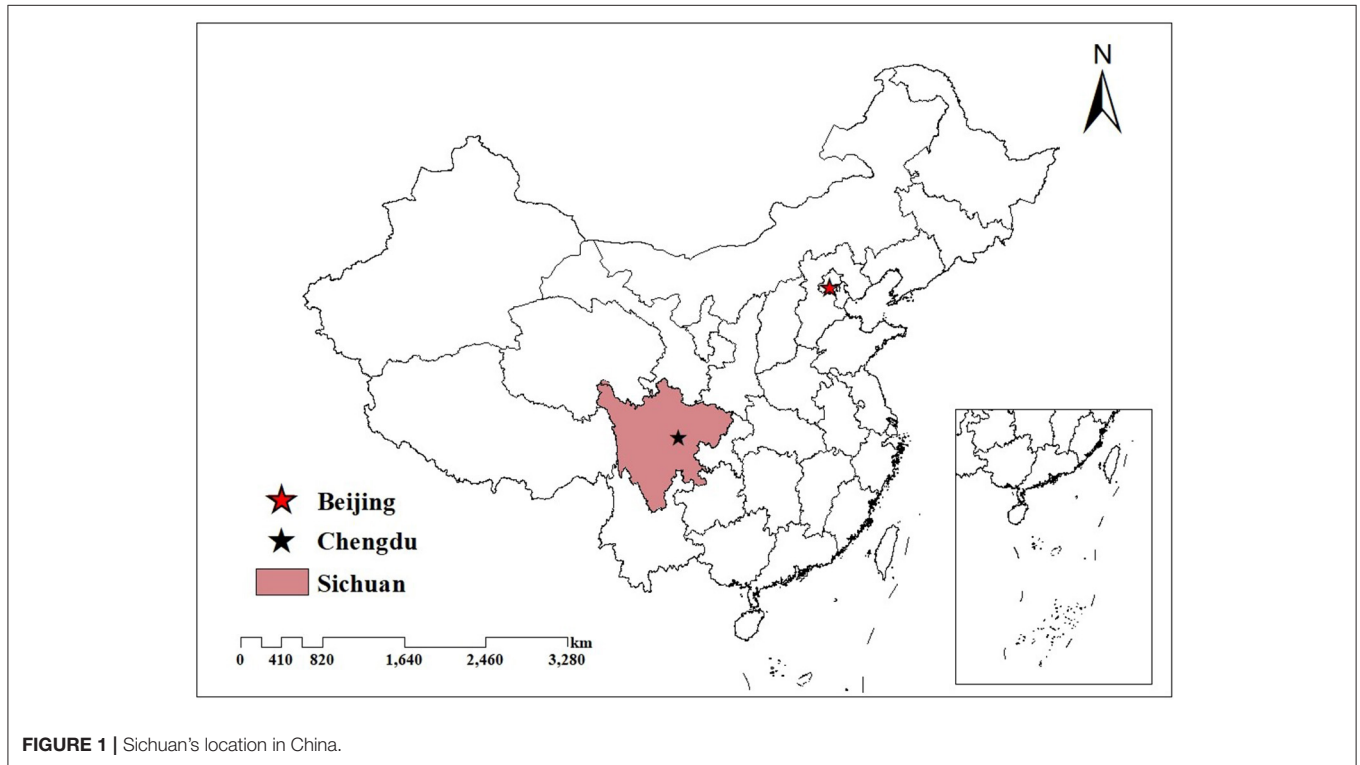 N
Beijing
Chengdu
Sichuan
km
0 410 820 1,640 2,460 3,280
FIGURE 1 | Sichuan's location in China.